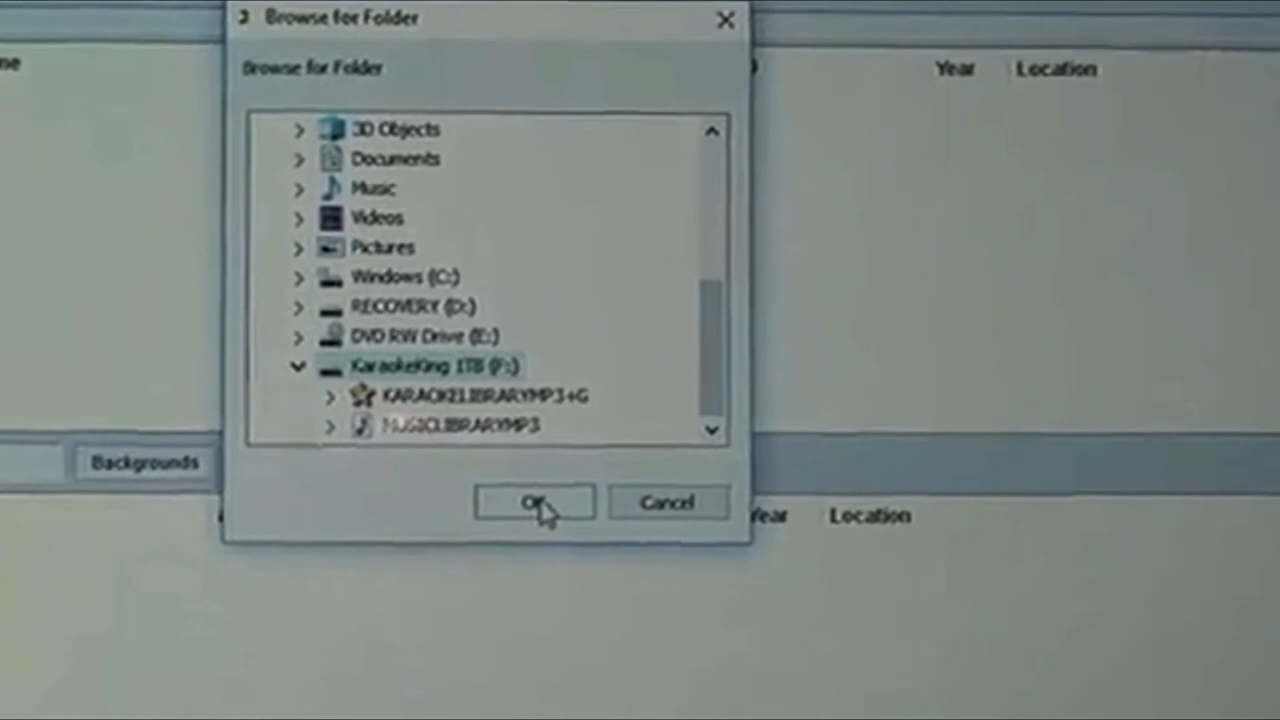 Browse for Folder
Browse for Folder
Year Location
3D Objects
Documents
Music
Videos
Pictures
Windows (C:)
RECOVERY (D:)
DVD RW Drive (E:)
KaraokeKing 1TB (F:)
KARAOKELIBRARYMP3+G
MUSICLIBRARYMP3
Backgrounds
OK Cancel
Year Location